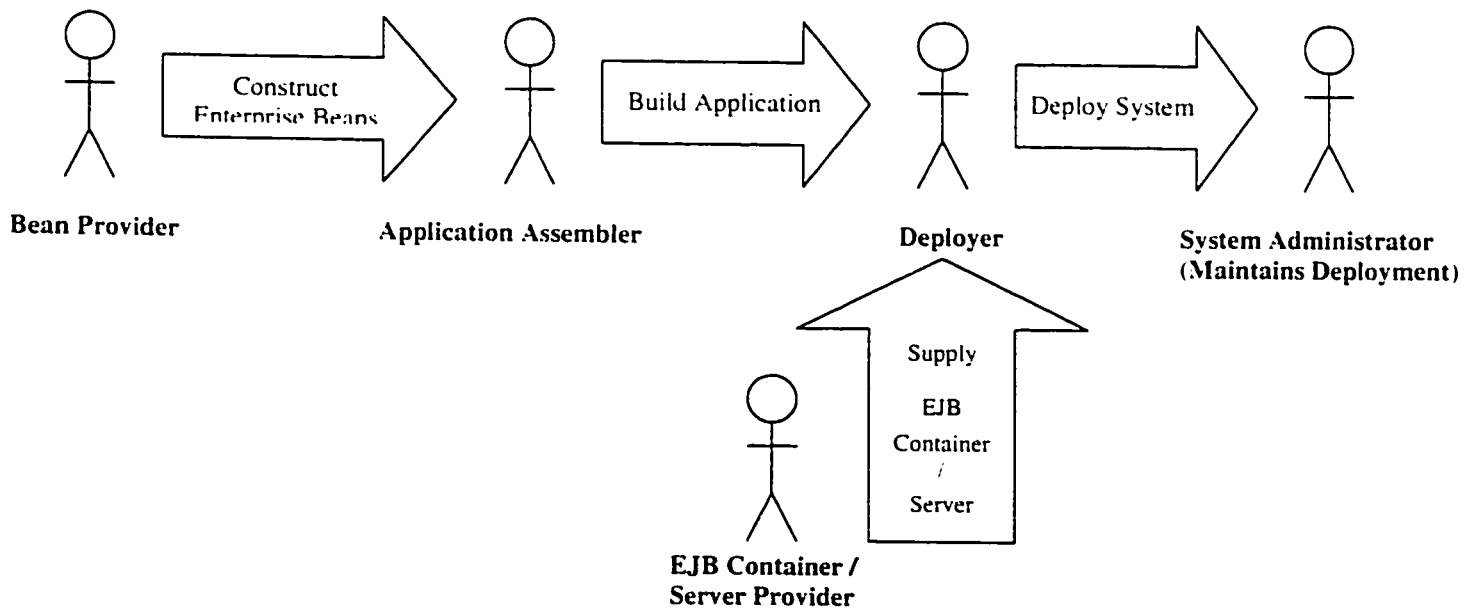 Construct
Enterprise Beans
Build Application
Deploy System
Bean Provider
Application Assembler
Deployer
System Administrator
(Maintains Deployment)
Supply
EJB
Container
/
Server
EJB Container /
Server Provider